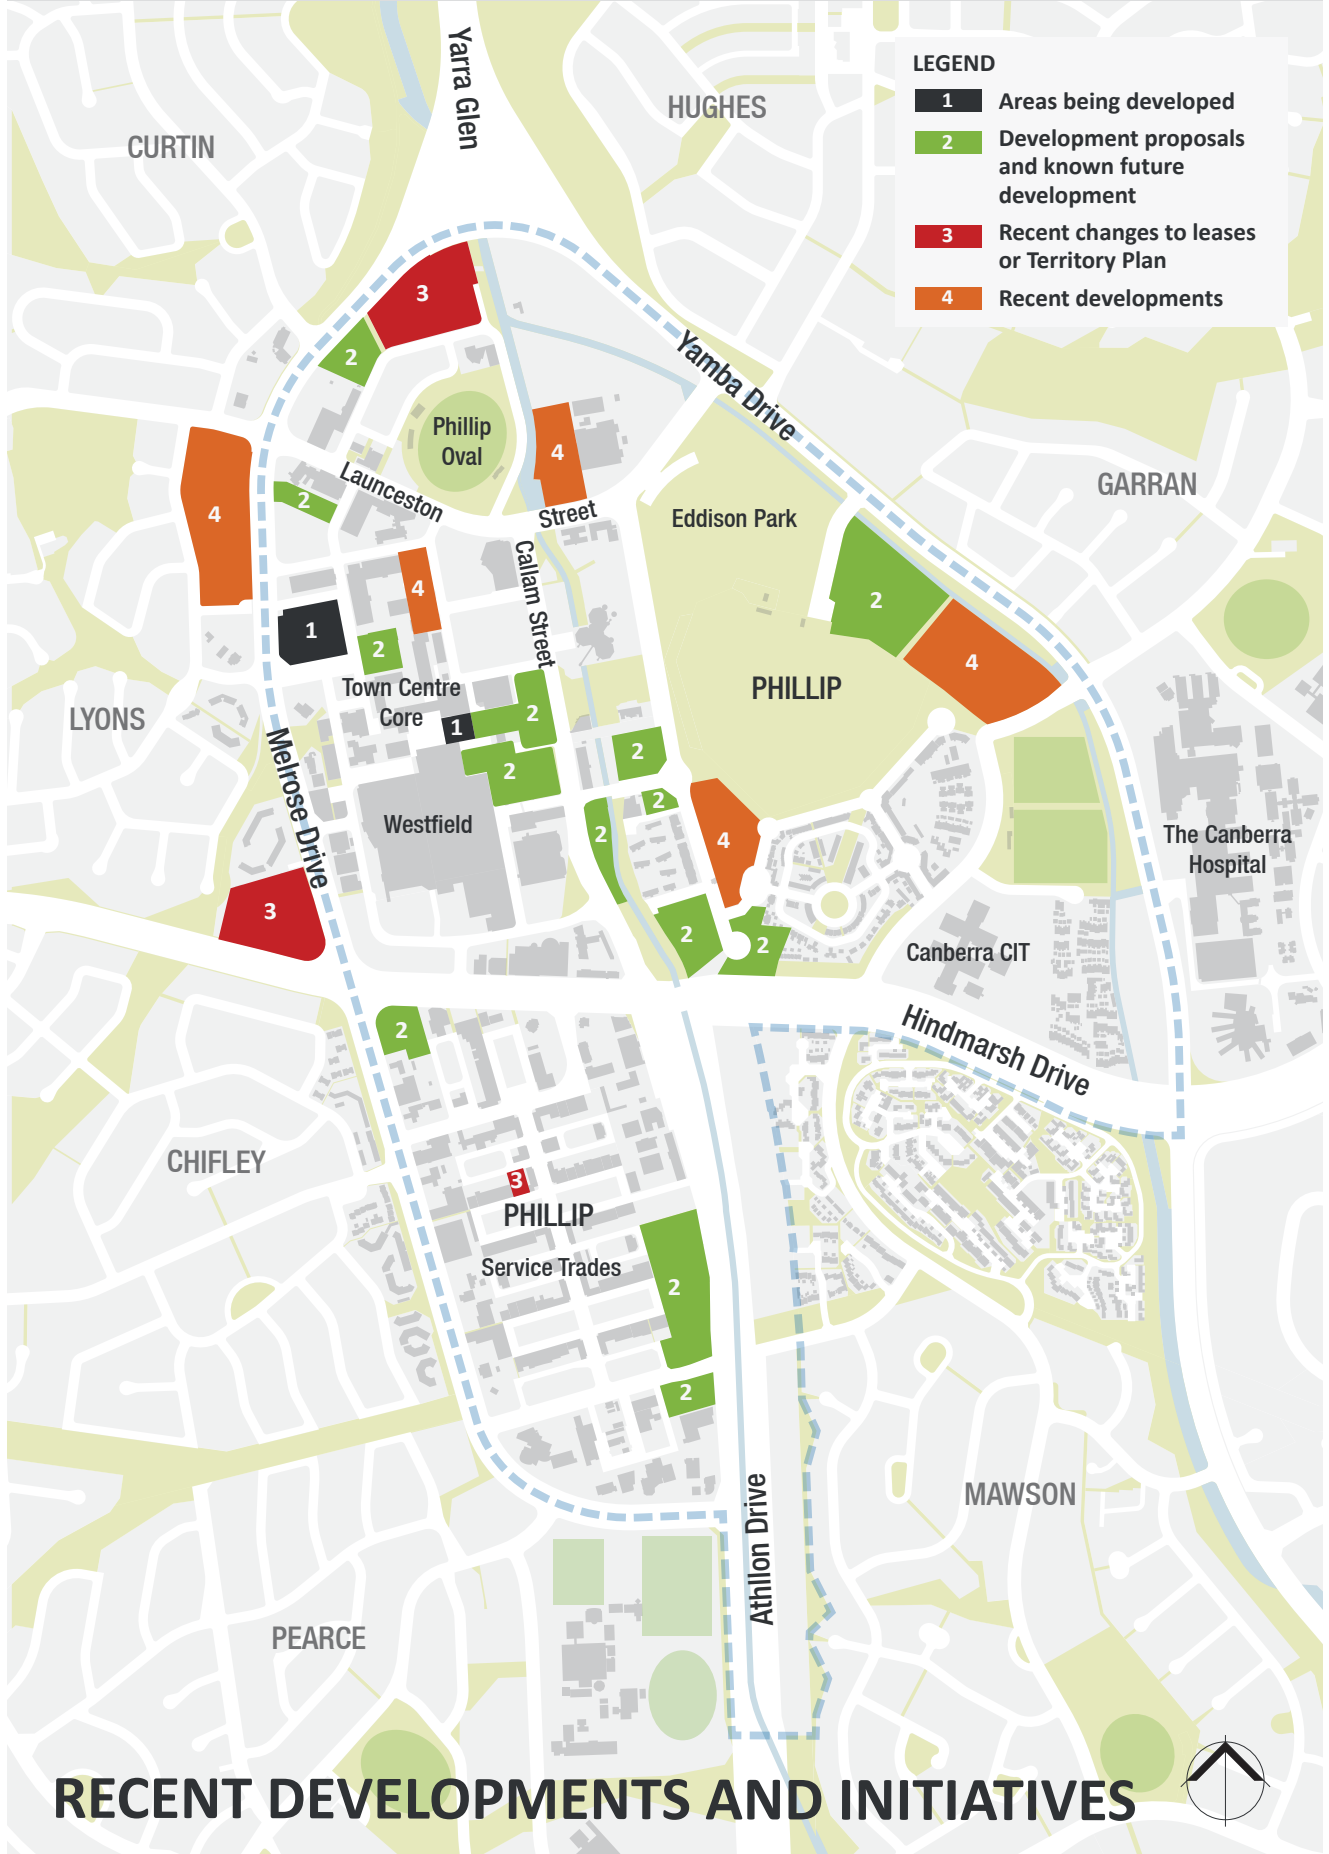 Yarra Glen
HUGHES
CURTIN
LEGEND
1 Areas being developed
2 Development proposals
and known future
development
3 Recent changes to leases
or Territory Plan
4 Recent developments
3
2
Yamba Drive
Phillip
Oval
4
4
Launceston
Street
2
GARRAN
Eddison Park
Callam Street
4
2
1
2
4
PHILLIP
Town Centre
Core
LYONS
1
2
2
2
Melrose Drive
2
2
4
Westfield
The Canberra
Hospital
3
2
2
Canberra CIT
2
Hindmarsh Drive
CHIFLEY
3
PHILLIP
Service Trades
2
2
MAWSON
Athllon Drive
PEARCE
RECENT DEVELOPMENTS AND INITIATIVES